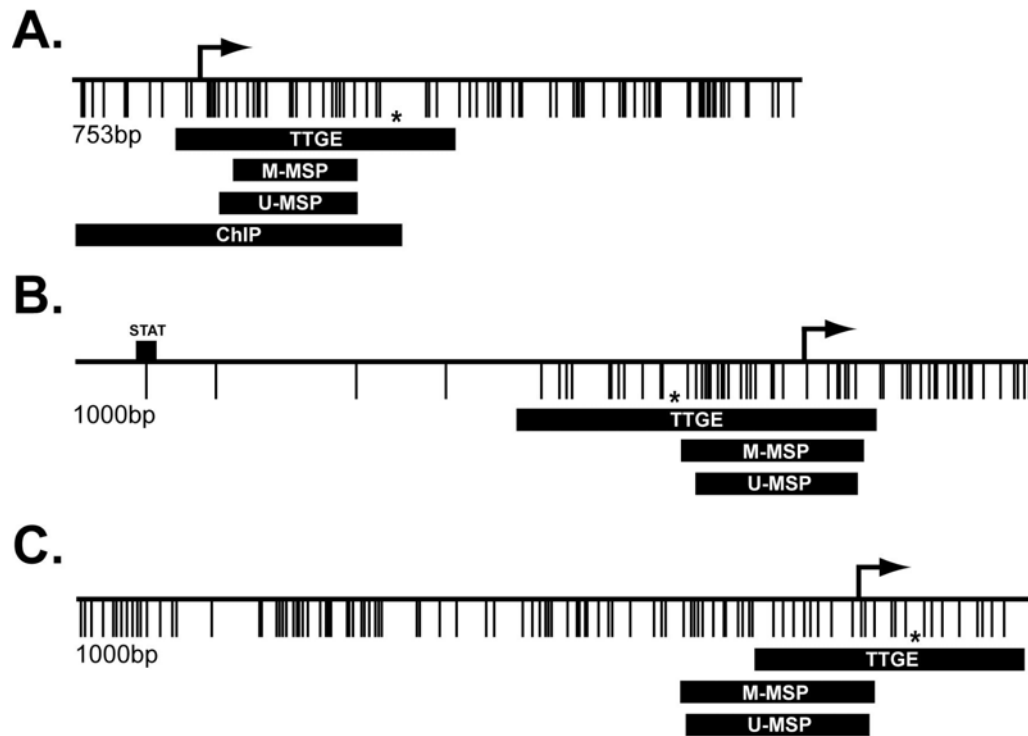 A.
*
753bp
TTGE
M-MSP
U-MSP
ChIP
B.
STAT
1000bp
*
TTGE
M-MSP
U-MSP
C.
1000bp
*
TTGE
M-MSP
U-MSP